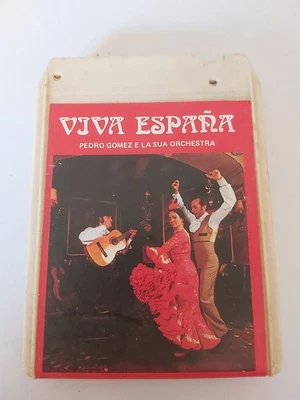 VIVA ESPAÑA
PEDRO GOMEZ E LA SUA ORCHESTRA